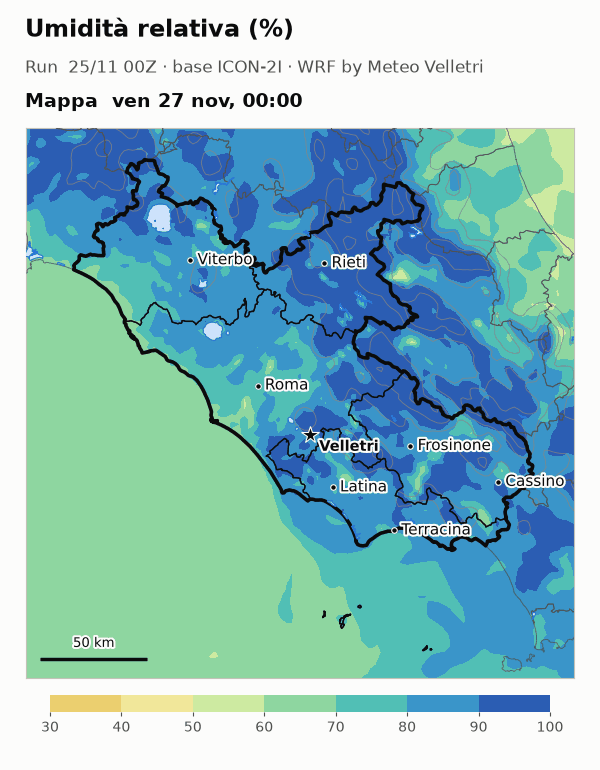 Umidità relativa (%)
Run  25/11 00Z · base ICON-2I · WRF by Meteo Velletri
Mappa  ven 27 nov, 00:00
Viterbo
Rieti
Roma
Velletri
Frosinone
Latina
Cassino
Terracina
50 km
30 40 50 60 70 80 90 100